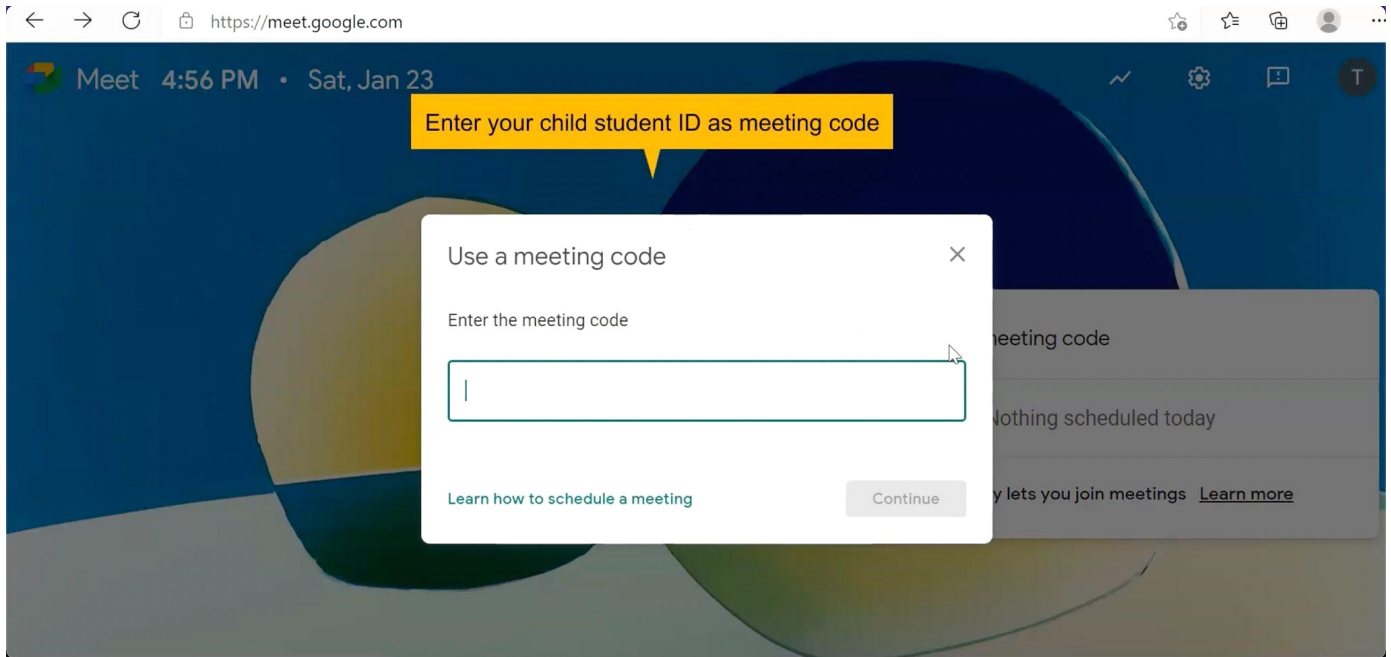 https://meet.google.com
Meet 4:56 PM • Sat, Jan 23
T
Enter your child student ID as meeting code
Use a meeting code
Enter the meeting code
meeting code
Nothing scheduled today
y lets you join meetings Learn more
Learn how to schedule a meeting
Continue